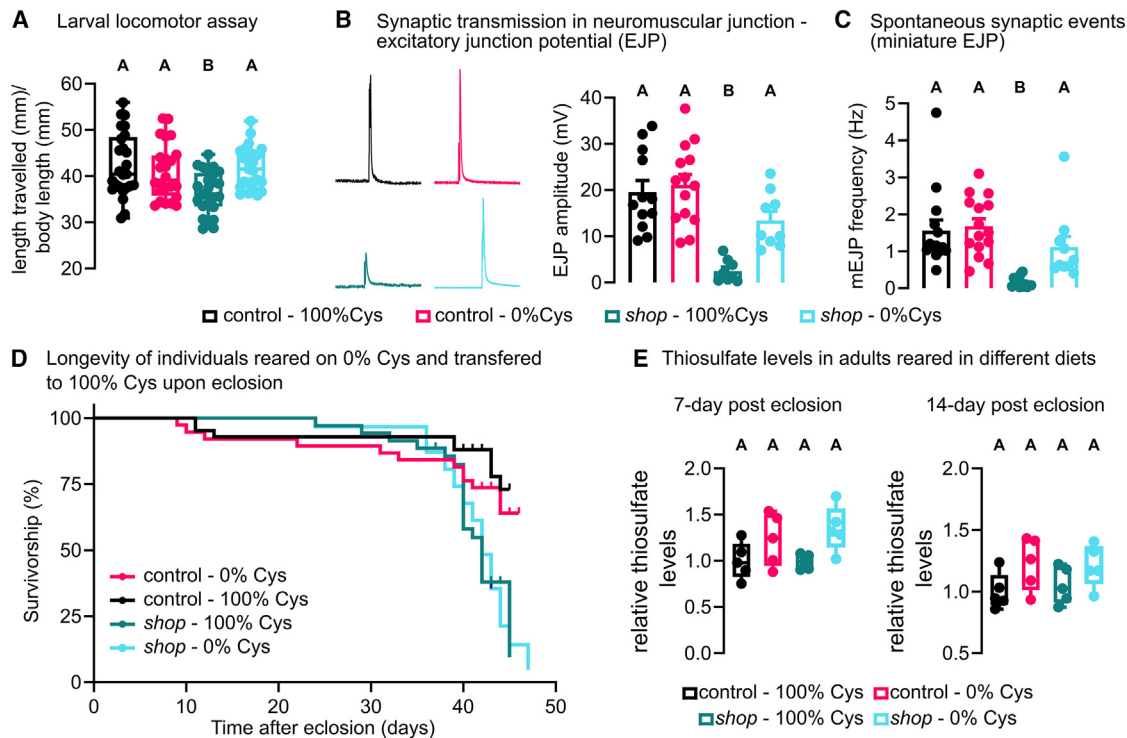 A Larval locomotor assay
A A B A
length travelled (mm)/
body length (mm)
60
50
40
30
20
B Synaptic transmission in neuromuscular junction -
excitatory junction potential (EJP)
A A B A
EJP amplitude (mV)
40
30
20
10
0
C Spontaneous synaptic events
(miniature EJP)
A A B A
mEJP frequency (Hz)
5
4
3
2
1
0
control - 100%Cys control - 0%Cys shop - 100%Cys shop - 0%Cys
D Longevity of individuals reared on 0% Cys and transfered
to 100% Cys upon eclosion
Survivorship (%)
100
75
50
25
0
control - 0% Cys
control - 100% Cys
shop - 100% Cys
shop - 0% Cys
0 10 20 30 40 50
Time after eclosion (days)
E Thiosulfate levels in adults reared in different diets
7-day post eclosion
A A A A
relative thiosulfate
levels
2.0
1.5
1.0
0.5
0.0
14-day post eclosion
A A A A
relative thiosulfate
levels
2.0
1.5
1.0
0.5
control - 100% Cys control - 0% Cys
shop - 100% Cys shop - 0% Cys